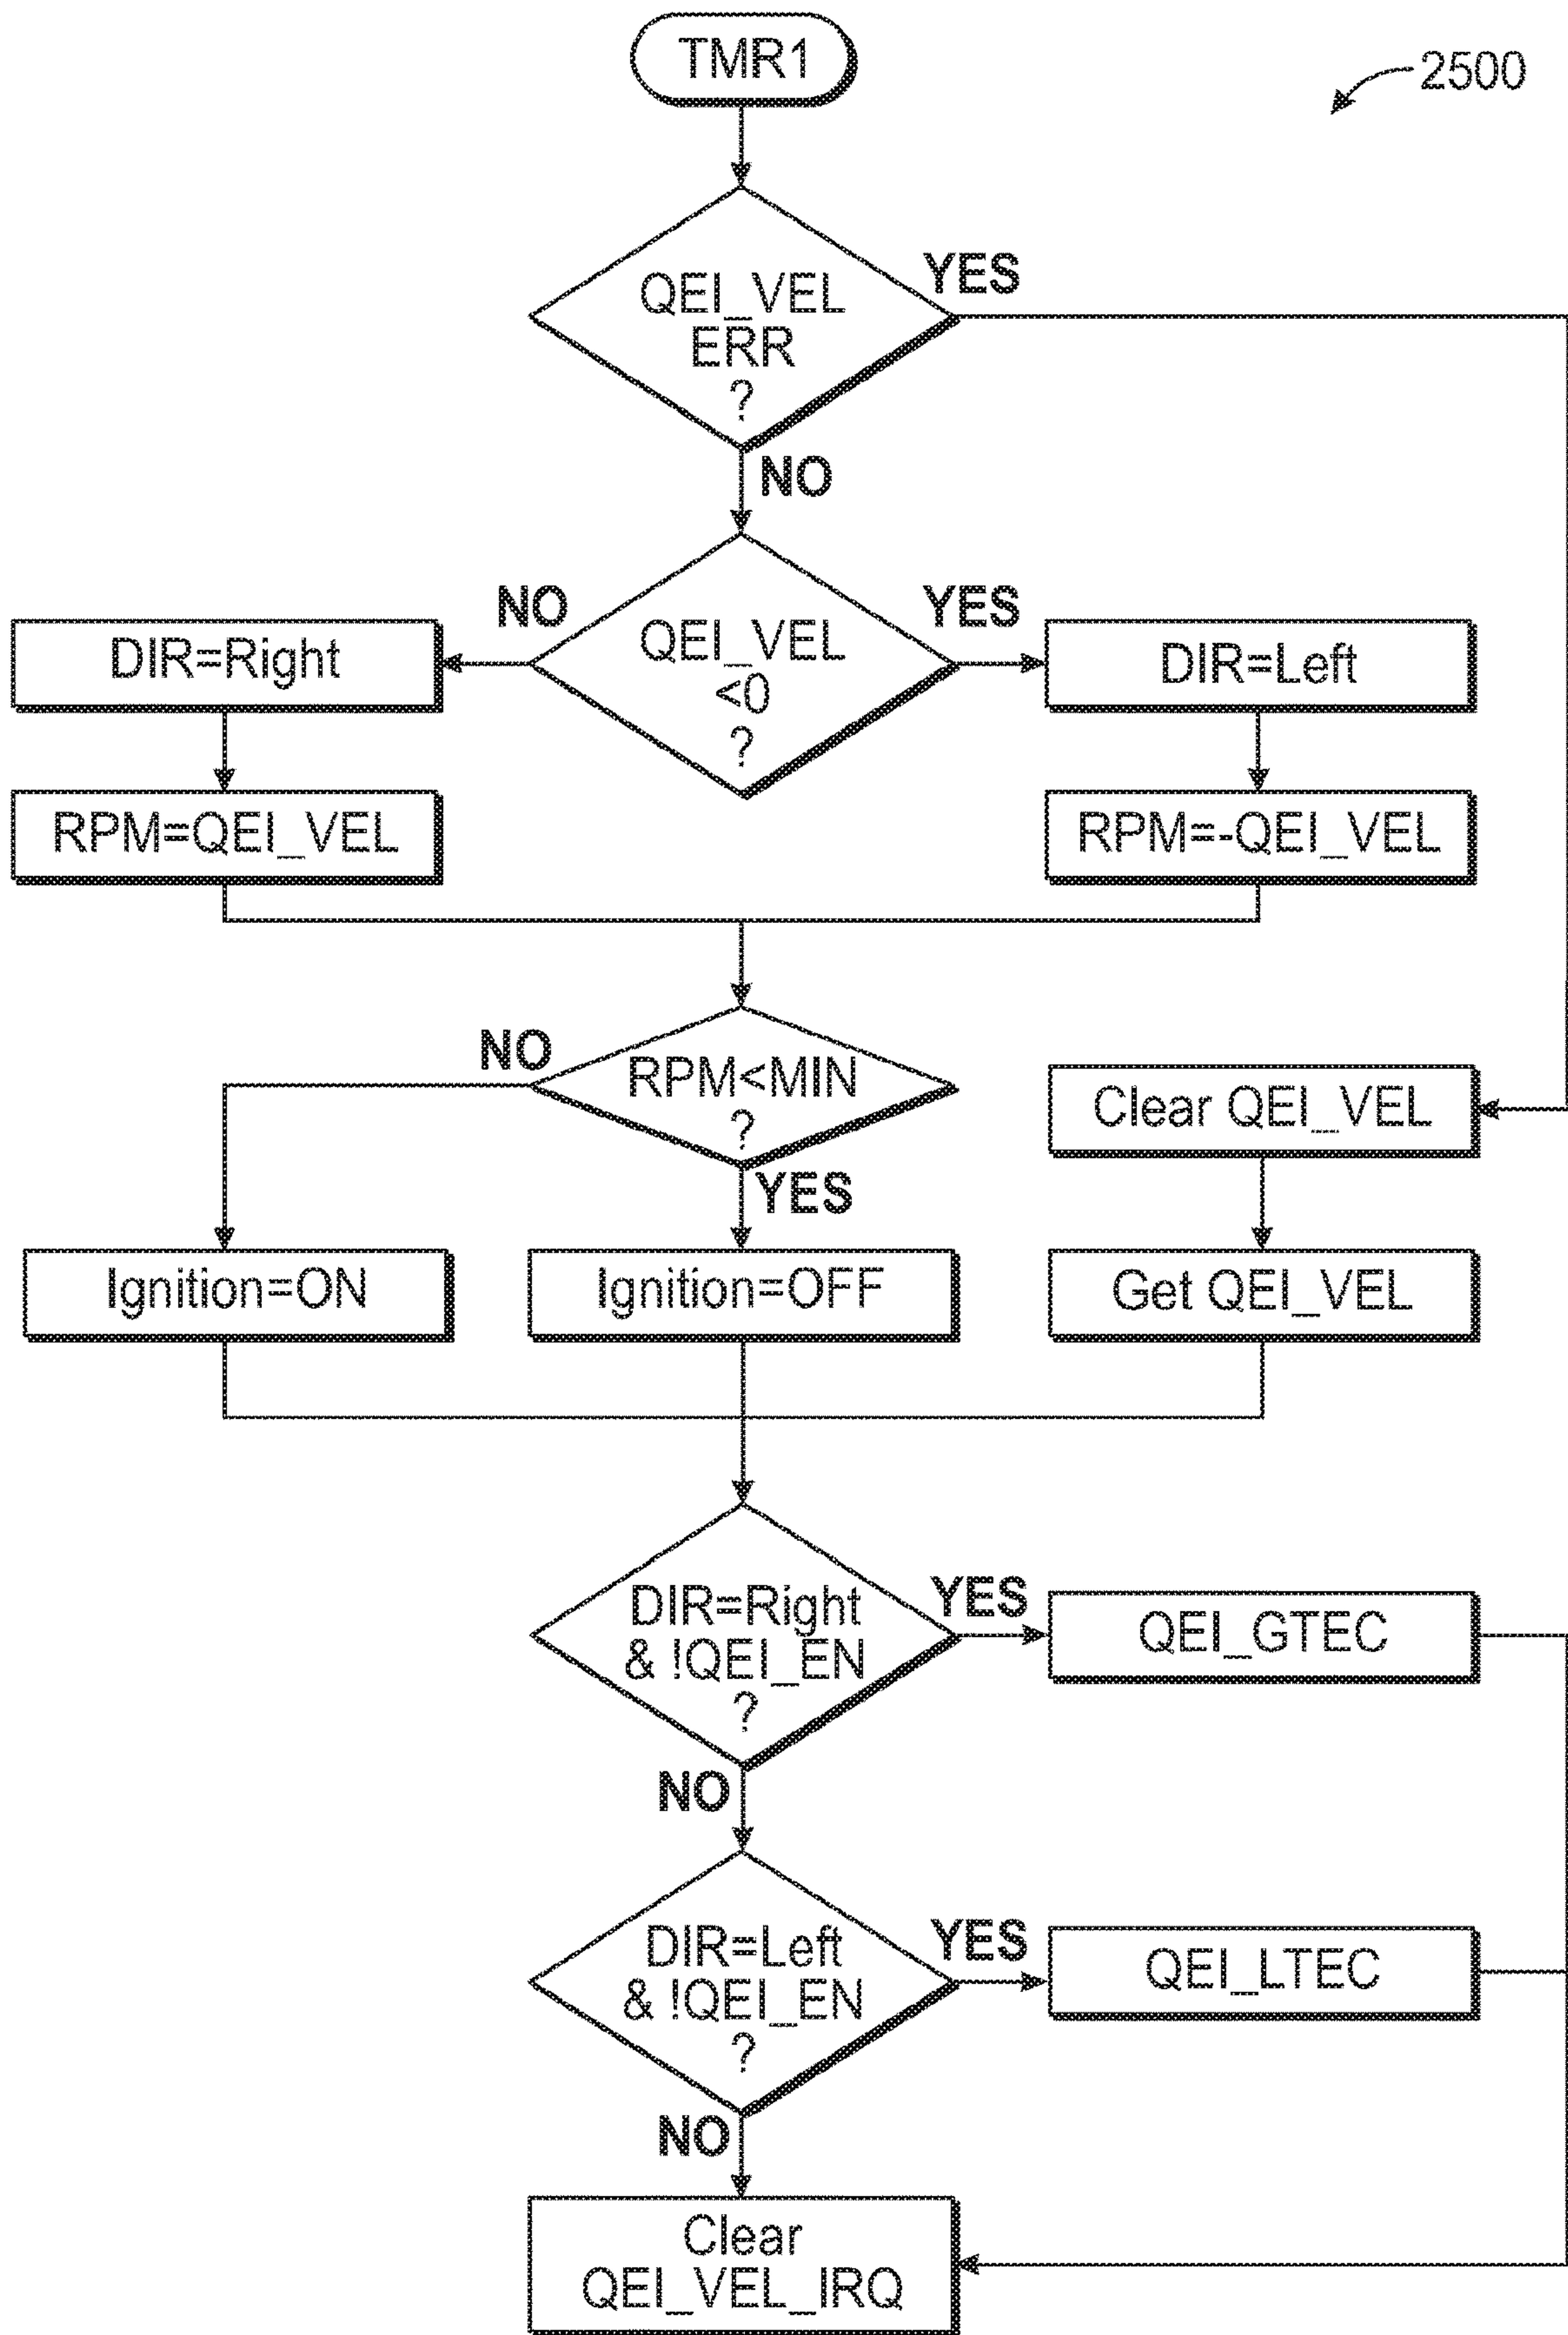 TMR1
2500
QEI_VEL
ERR
?
YES
NO
NO
YES
DIR=Right
QEI_VEL
<0
?
DIR=Left
RPM=QEI_VEL
RPM=-QEI_VEL
NO
RPM<MIN
?
YES
Clear QEI_VEL
Ignition=ON
Ignition=OFF
Get QEI_VEL
DIR=Right
& !QEI_EN
?
YES
QEI_GTEC
NO
DIR=Left
& !QEI_EN
?
YES
QEI_LTEC
NO
Clear
QEI_VEL_IRQ